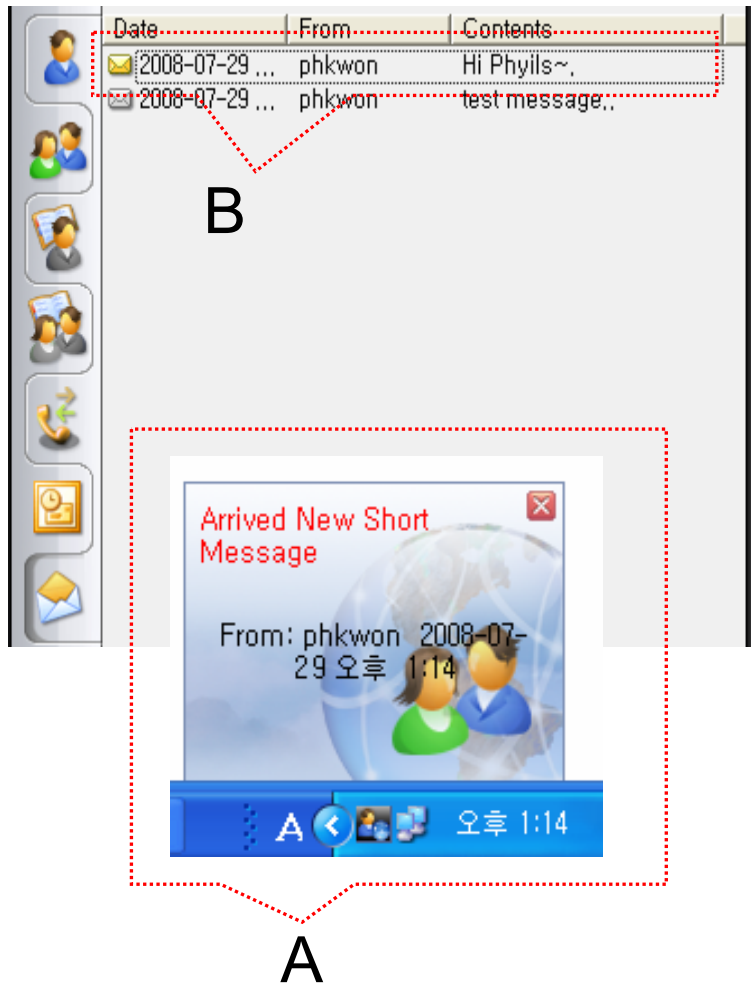 Date From Contents
2008-07-29 ... phkwon Hi Phyils~.
2008-07-29 ... phkwon test message..
B
Arrived New Short
Message
From: phkwon 2008-07-
29 오후 1:14
A 오후 1:14
A